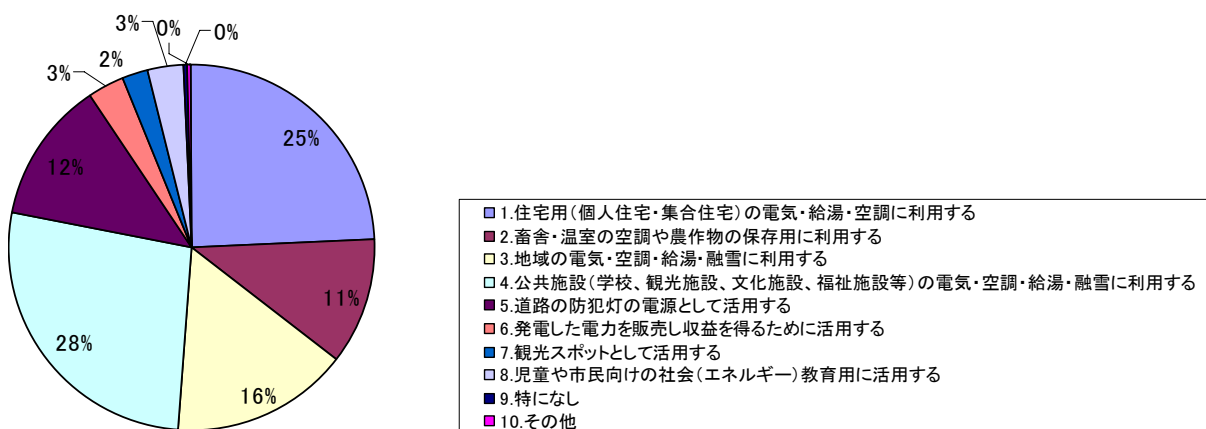 3%
0%
0%
2%
3%
25%
12%
11%
28%
16%
1.住宅用(個人住宅・集合住宅)の電気・給湯・空調に利用する
2.畜舎・温室の空調や農作物の保存用に利用する
3.地域の電気・空調・給湯・融雪に利用する
4.公共施設(学校、観光施設、文化施設、福祉施設等)の電気・空調・給湯・融雪に利用する
5.道路の防犯灯の電源として活用する
6.発電した電力を販売し収益を得るために活用する
7.観光スポットとして活用する
8.児童や市民向けの社会(エネルギー)教育用に活用する
9.特になし
10.その他